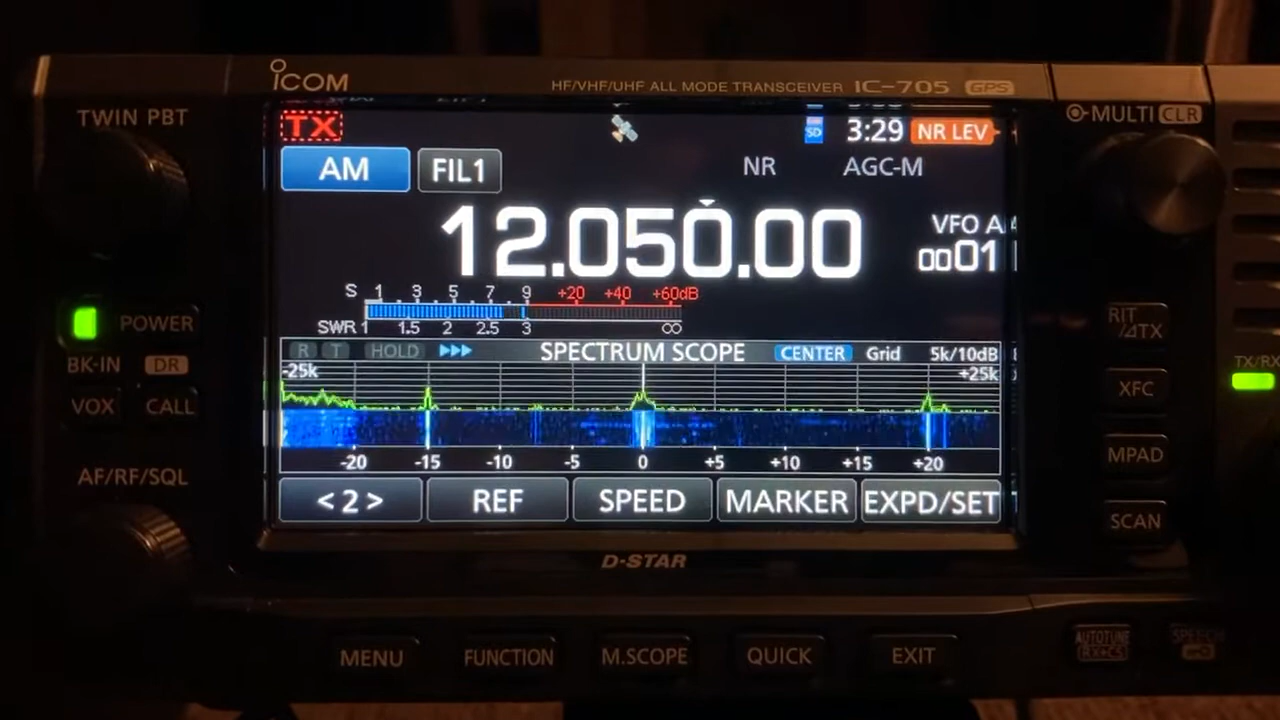 ICOM
HF/VHF/UHF ALL MODE TRANSCEIVER IC-705 GPS
TWIN PBT
MULTI CLR
TX
SD 3:29 NR LEV
AM FIL1
NR AGC-M
12.050.00
VFO A
0001
S 1 3 5 7 9 +20 +40 +60dB
SWR 1 1.5 2 2.5 3 ∞
POWER
BK-IN DR
VOX CALL
AF/RF/SQL
R T HOLD SPECTRUM SCOPE CENTER Grid 5k/10dB
-25k +25k
-20 -15 -10 -5 0 +5 +10 +15 +20
<2> REF SPEED MARKER EXPD/SET
RIT
/ΔTX
TX/RX
XFC
MPAD
SCAN
D-STAR
MENU FUNCTION M.SCOPE QUICK EXIT
AUTOTUNE
RX→CS
SPEECH